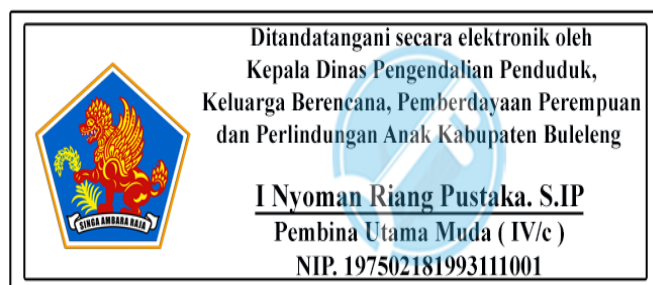 Ditandatangani secara elektronik oleh
Kepala Dinas Pengendalian Penduduk,
Keluarga Berencana, Pemberdayaan Perempuan
dan Perlindungan Anak Kabupaten Buleleng
I Nyoman Riang Pustaka. S.IP
Pembina Utama Muda ( IV/c )
NIP. 197502181993111001
SINGA AMBARA RAJA